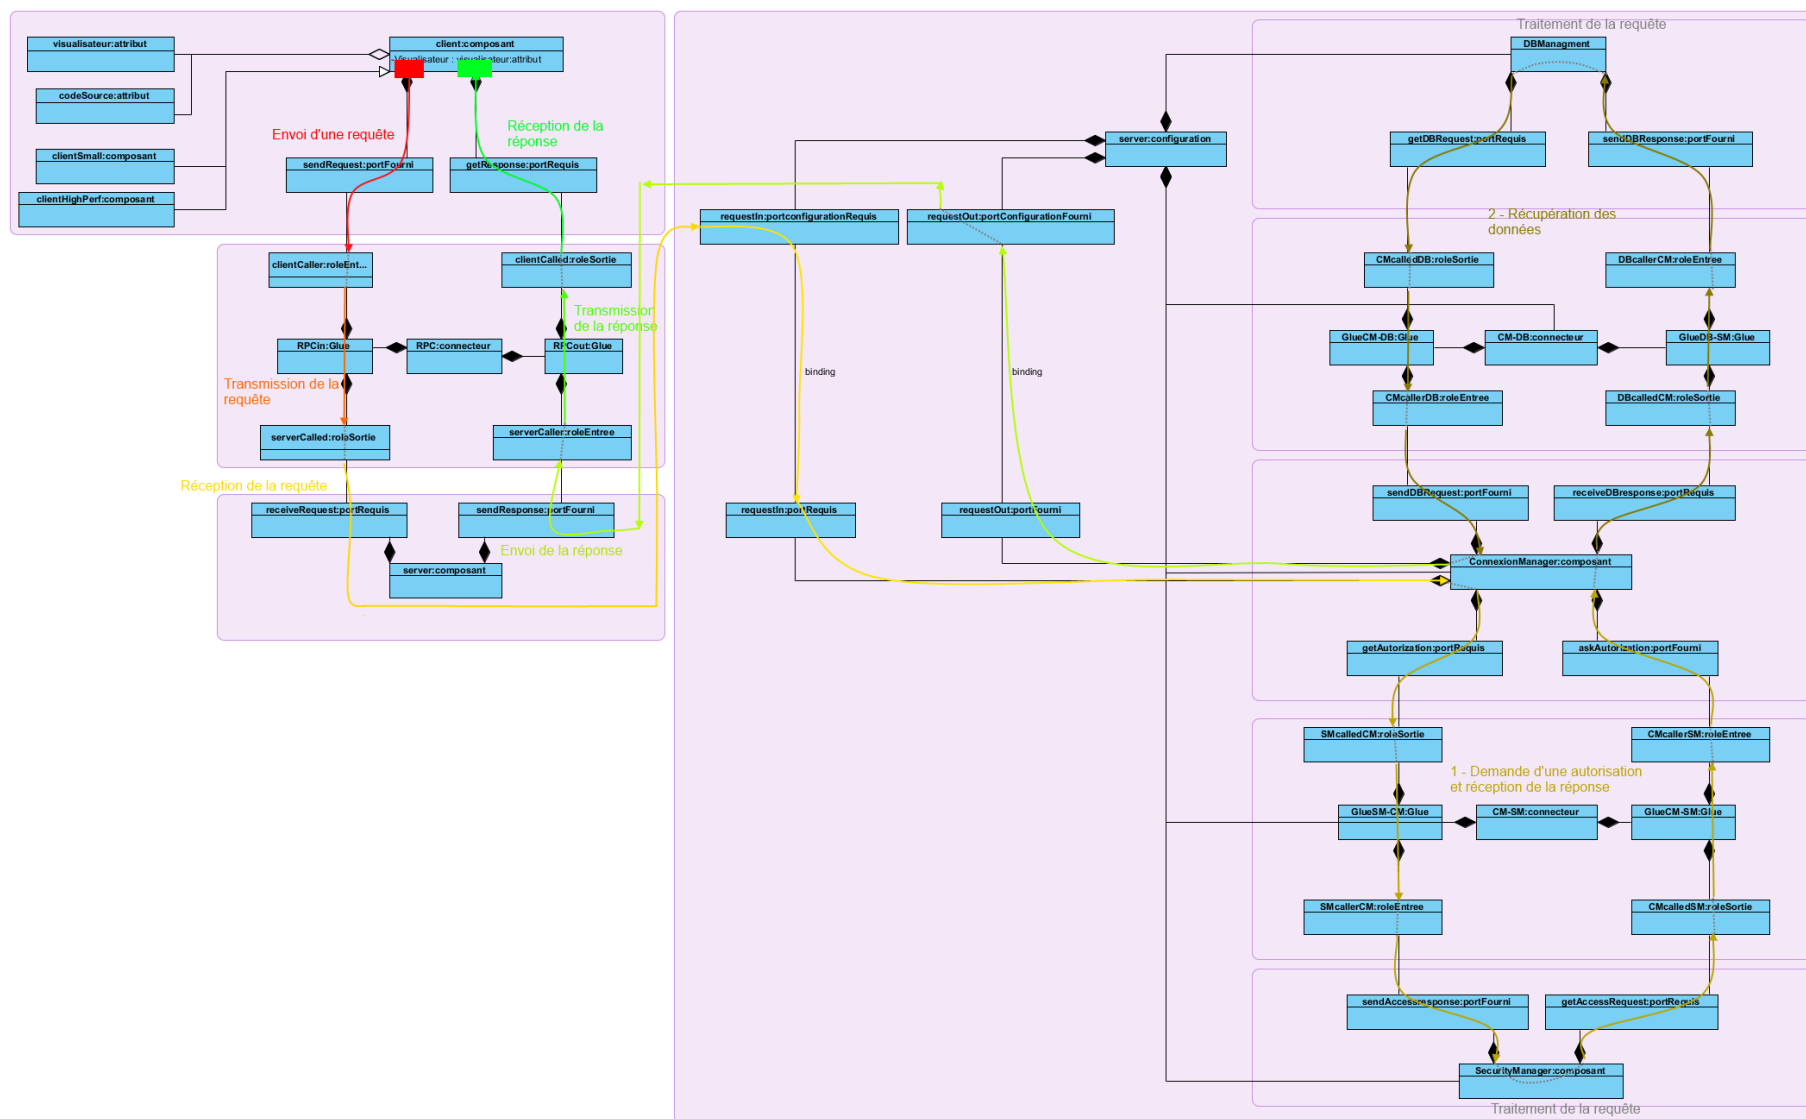 visualisateur:attribut
client:composant
-Visualisateur : visualisateur:attribut
codeSource:attribut
clientSmall:composant
clientHighPerf:composant
Envoi d'une requête
Réception de la
réponse
sendRequest:portFourni
getResponse:portRequis
clientCaller:roleEnt...
clientCalled:roleSortie
Transmission
de la réponse
RPCin:Glue
RPC:connecteur
RPCout:Glue
Transmission de la
requête
serverCalled:roleSortie
serverCaller:roleEntree
Réception de la requête
receiveRequest:portRequis
sendResponse:portFourni
Envoi de la réponse
server:composant
server:configuration
requestIn:portconfigurationRequis
requestOut:portConfigurationFourni
binding
binding
requestIn:portRequis
requestOut:portfourni
Traitement de la requête
DBManagment
getDBRequest:portRequis
sendDBResponse:portFourni
2 - Récupération des
données
CMcalledDB:roleSortie
DBcallerCM:roleEntree
GlueCM-DB:Glue
CM-DB:connecteur
GlueDB-SM:Glue
CMcallerDB:roleEntree
DBcalledCM:roleSortie
sendDBRequest:portFourni
receiveDBresponse:portRequis
ConnexionManager:composant
getAutorization:portRequis
askAutorization:portFourni
SMcalledCM:roleSortie
CMcallerSM:roleEntree
1 - Demande d'une autorisation
et réception de la réponse
GlueSM-CM:Glue
CM-SM:connecteur
GlueCM-SM:Glue
SMcallerCM:roleEntree
CMcalledSM:roleSortie
sendAccessresponse:portFourni
getAccessRequest:portRequis
SecurityManager:composant
Traitement de la requête